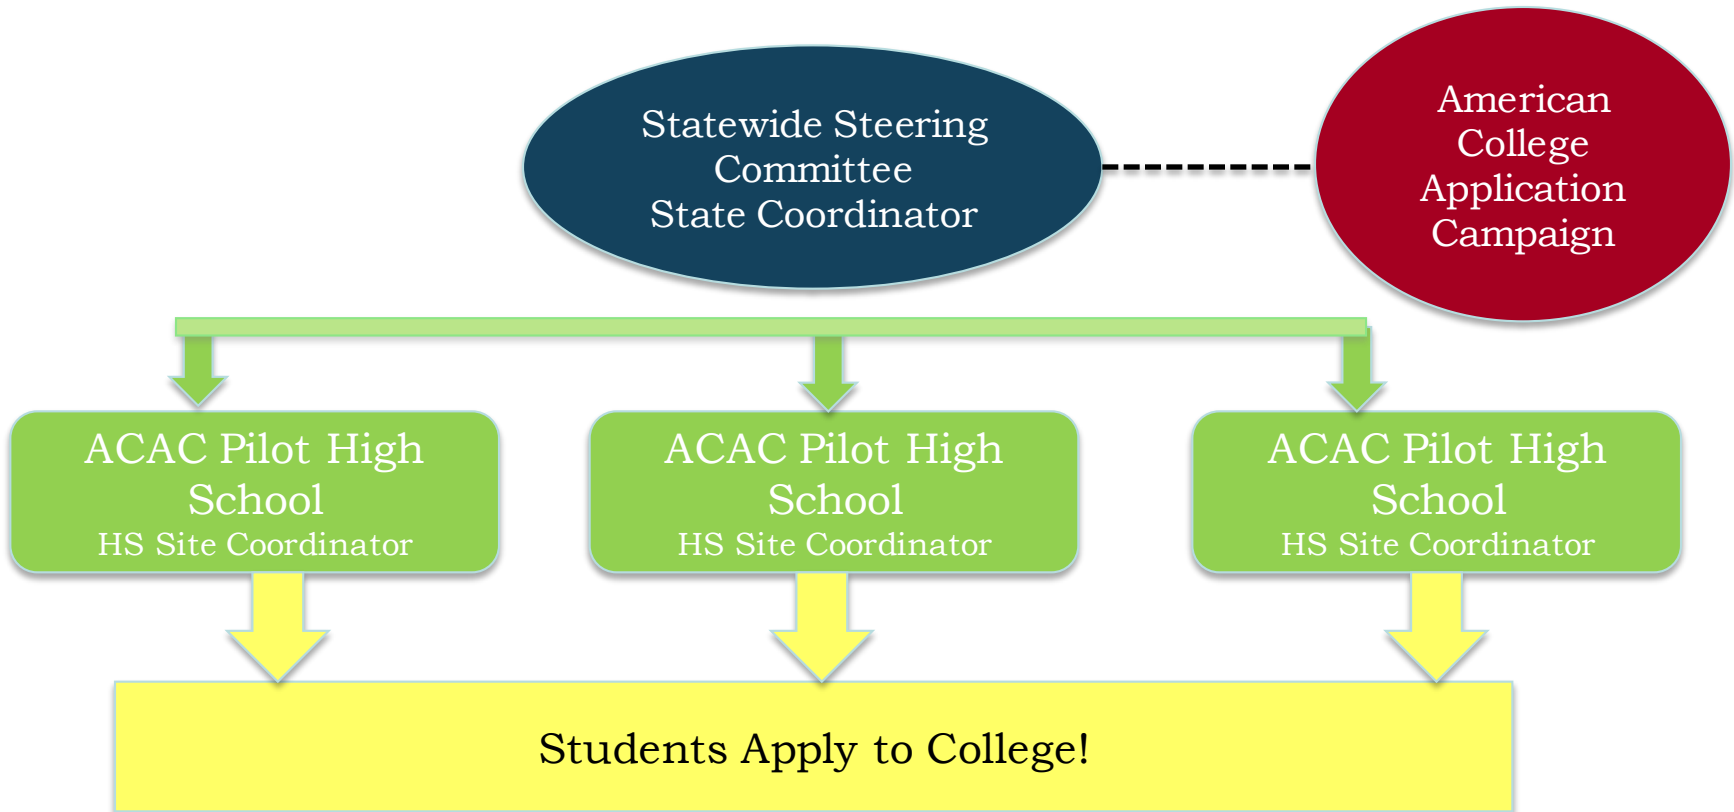 Statewide Steering
Committee
State Coordinator
American
College
Application
Campaign
ACAC Pilot High
School
HS Site Coordinator
ACAC Pilot High
School
HS Site Coordinator
ACAC Pilot High
School
HS Site Coordinator
Students Apply to College!